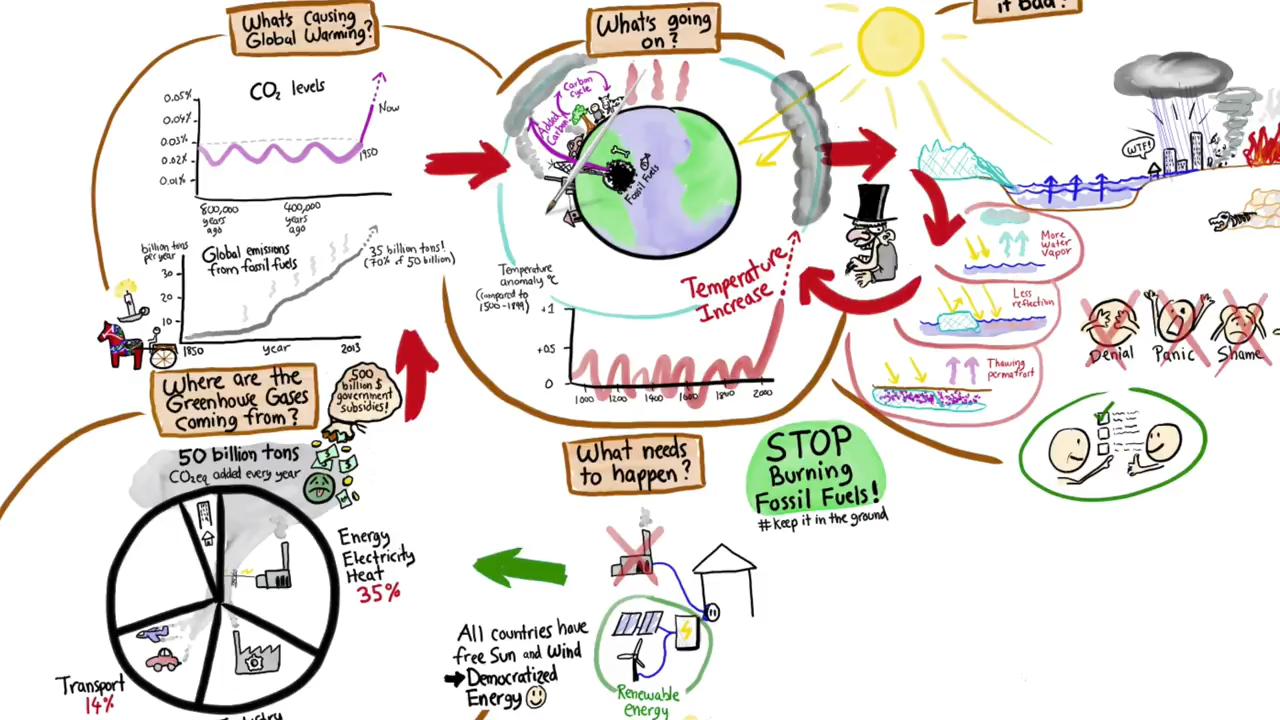 What's Causing
Global Warming?
CO₂ levels
0.05%
0.04%
0.03%
0.02%
0.01%
Now
1950
800,000
years
ago
400,000
years
ago
billion tons
per year
Global emissions
from fossil fuels
35 billion tons!
(70% of 50 billion)
30
20
10
1850
year
2013
Where are the
Greenhouse Gases
coming from?
500
billion $
government
subsidies!
50 billion tons
CO₂eq added every year
Energy
Electricity
Heat
35%
Transport
14%
What's going
on?
Carbon
cycle
Added
Carbon
Fossil Fuels
Temperature
anomaly °C
(compared to
1500-1899)
+1
+0.5
0
1000
1200
1400
1600
1800
2000
Temperature
Increase
it Bad?
WTF!
More
water
vapor
Less
reflection
Thawing
permafrost
Denial
Panic
Shame
What needs
to happen?
STOP
Burning
Fossil Fuels!
#keep it in the ground
All countries have
free Sun and Wind
Democratized
Energy
Renewable
energy